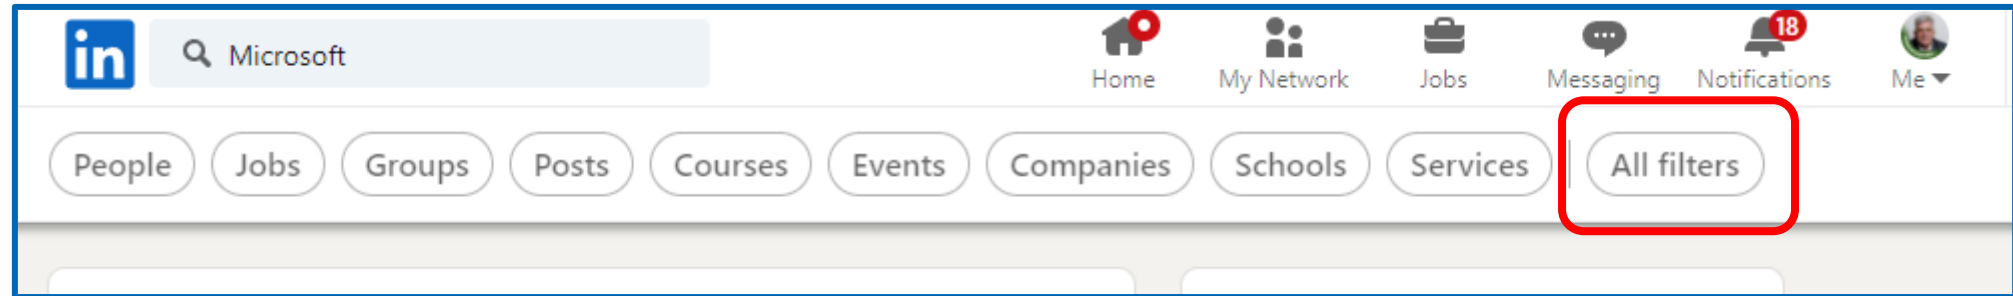 in Microsoft
18
Home My Network Jobs Messaging Notifications Me
People Jobs Groups Posts Courses Events Companies Schools Services All filters